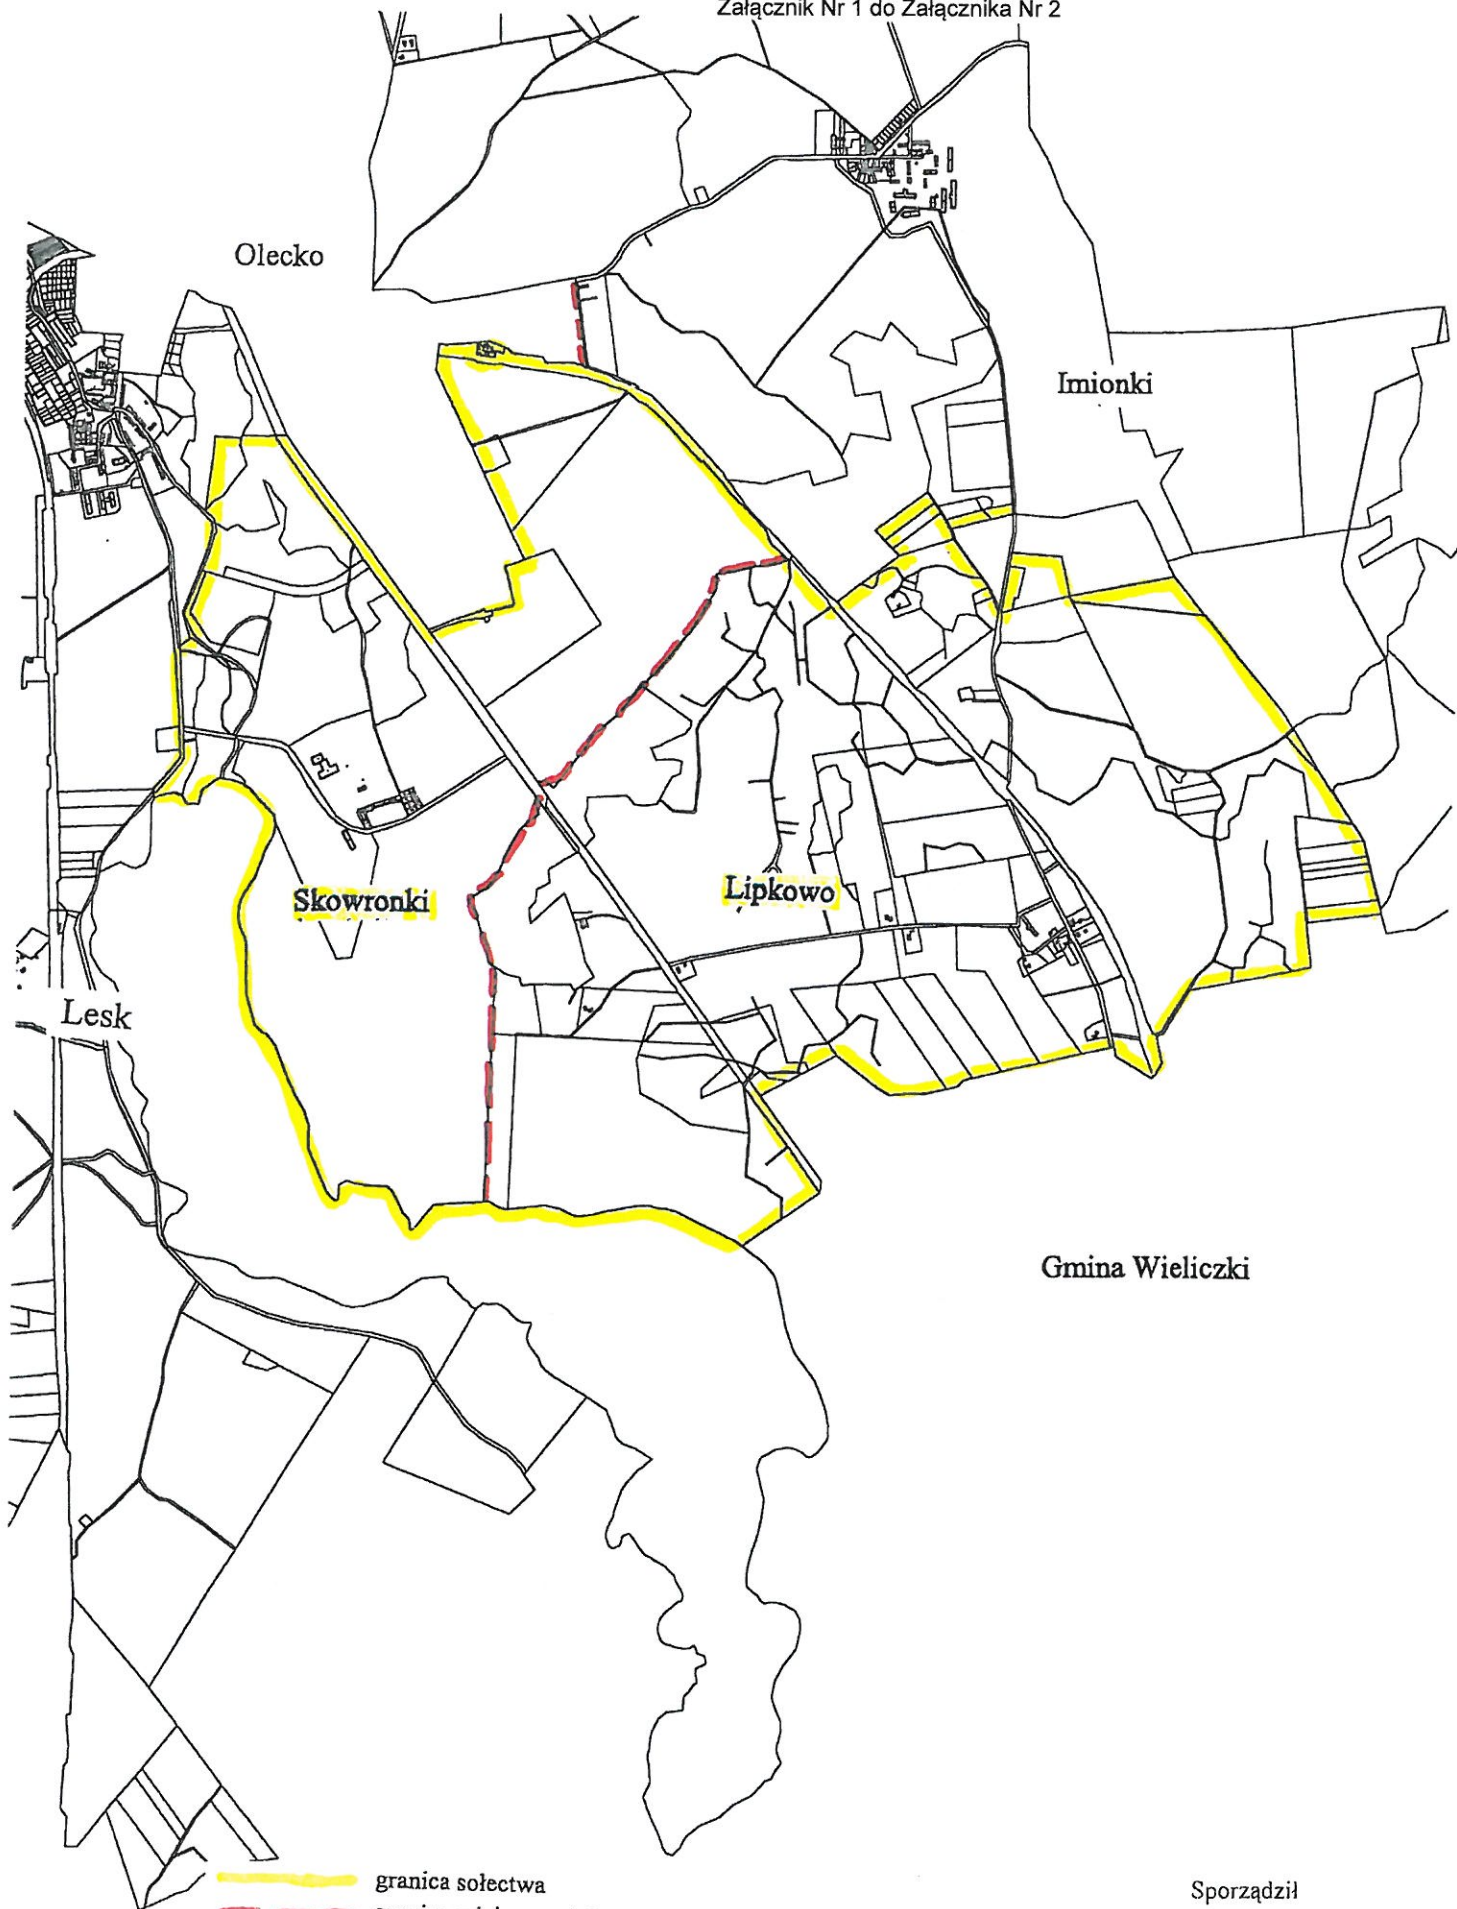 Załącznik Nr 1 do Załącznika Nr 2
Olecko
Imionki
Skowronki
Lipkowo
Lesk
Gmina Wieliczki
granica sołectwa
Sporządził